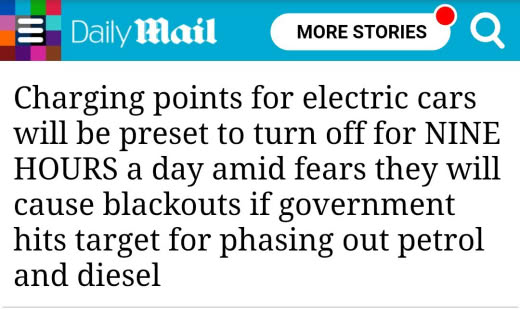 Daily Mail
MORE STORIES
Charging points for electric cars
will be preset to turn off for NINE
HOURS a day amid fears they will
cause blackouts if government
hits target for phasing out petrol
and diesel